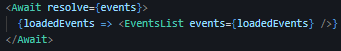 <Await resolve={events}>
{loadedEvents => <EventsList events={loadedEvents} />}
</Await>